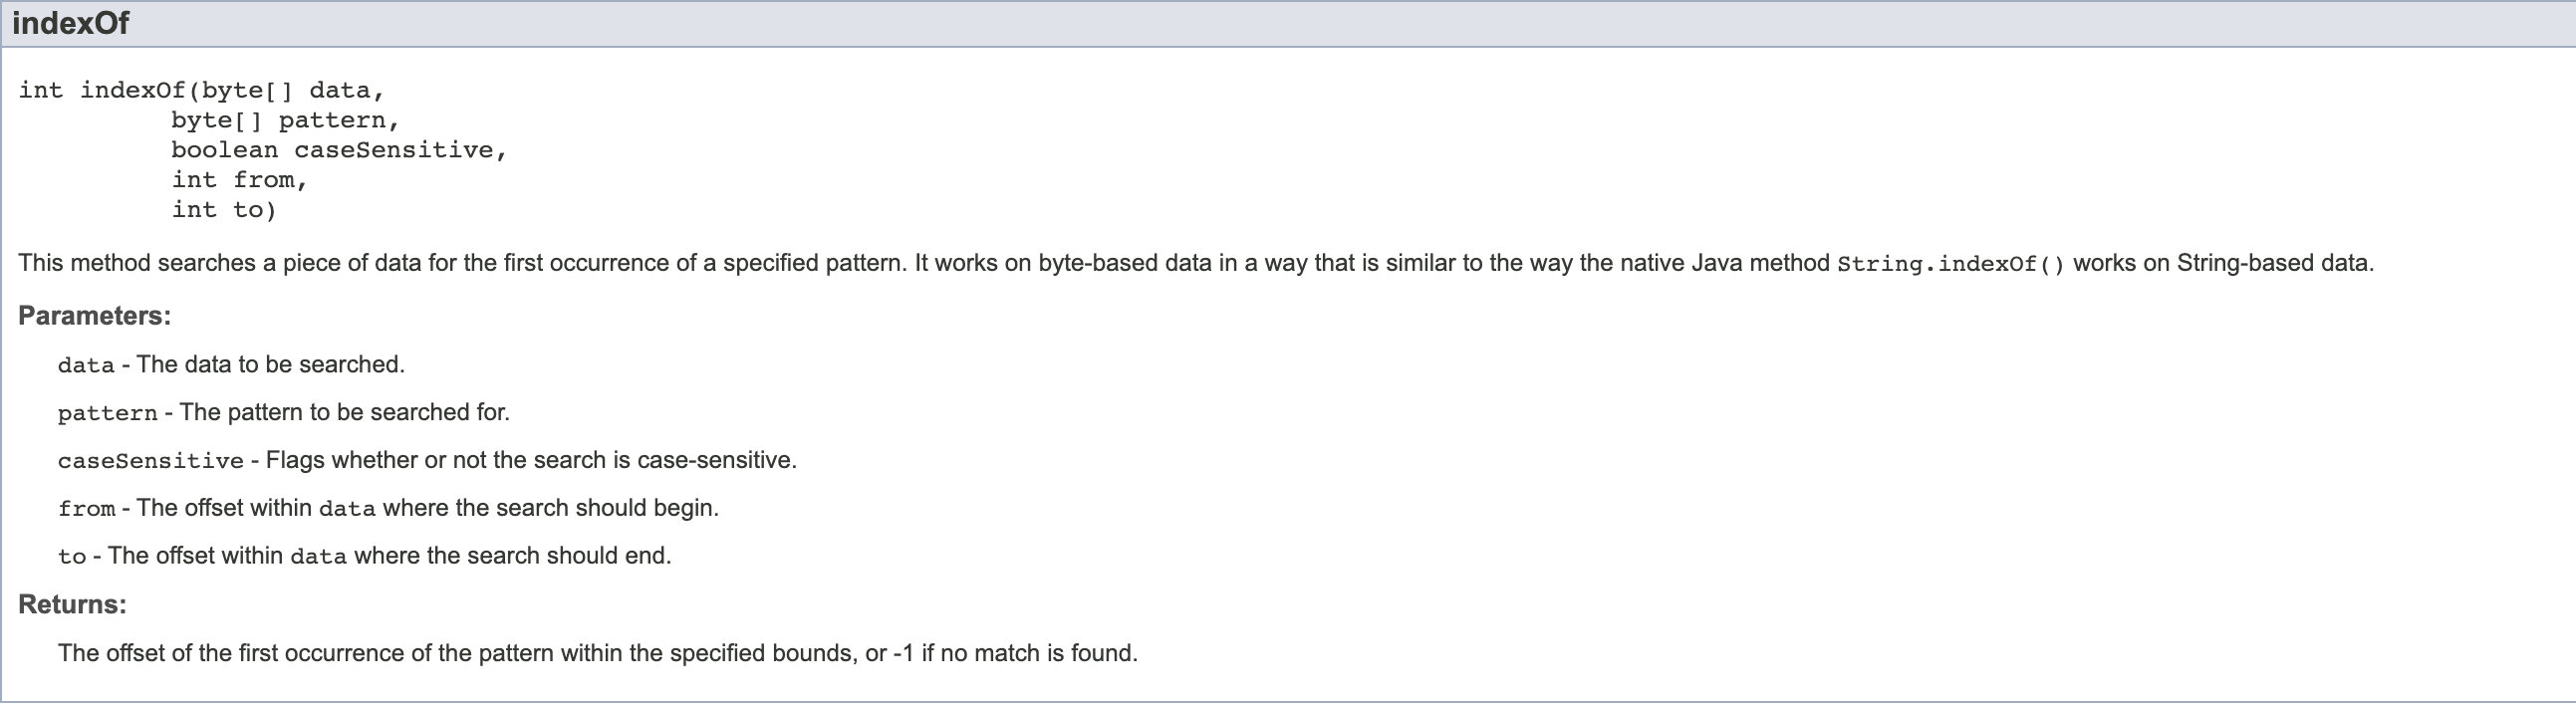 indexOf
int indexOf(byte[] data,
byte[] pattern,
boolean caseSensitive,
int from,
int to)
This method searches a piece of data for the first occurrence of a specified pattern. It works on byte-based data in a way that is similar to the way the native Java method String.indexOf() works on String-based data.
Parameters:
data - The data to be searched.
pattern - The pattern to be searched for.
caseSensitive - Flags whether or not the search is case-sensitive.
from - The offset within data where the search should begin.
to - The offset within data where the search should end.
Returns:
The offset of the first occurrence of the pattern within the specified bounds, or -1 if no match is found.